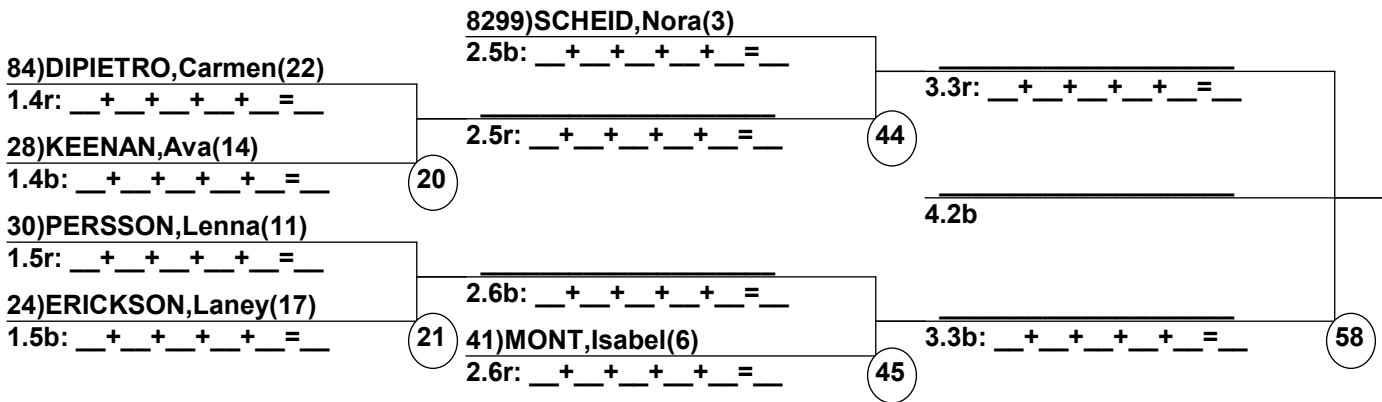 8299)SCHEID,Nora(3)
2.5b: __+__+__+__+__=__
84)DIPIETRO,Carmen(22)
1.4r: __+__+__+__+__=__
3.3r: __+__+__+__+__=__
2.5r: __+__+__+__+__=__
44
28)KEENAN,Ava(14)
1.4b: __+__+__+__+__=__
20
4.2b
30)PERSSON,Lenna(11)
1.5r: __+__+__+__+__=__
2.6b: __+__+__+__+__=__
24)ERICKSON,Laney(17)
1.5b: __+__+__+__+__=__
21
41)MONT,Isabel(6)
2.6r: __+__+__+__+__=__
45
3.3b: __+__+__+__+__=__
58